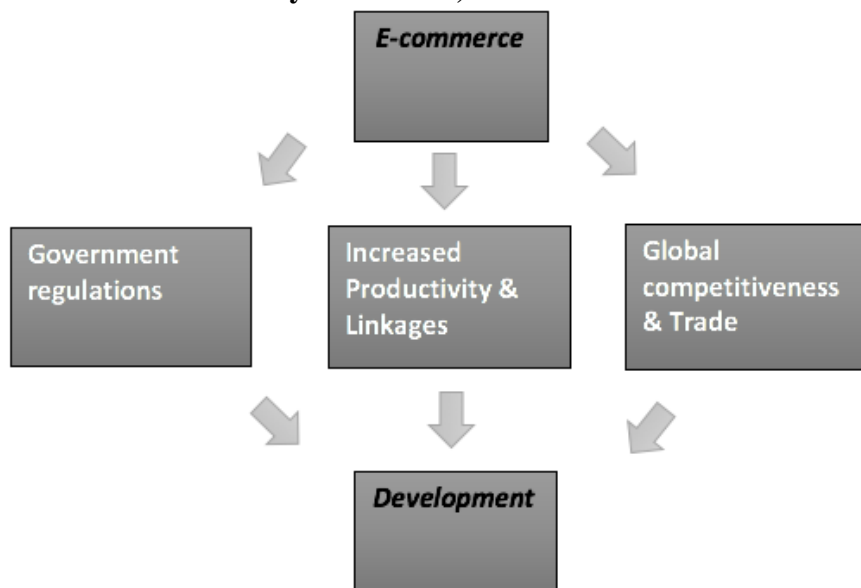 E-commerce
Government
regulations
Increased
Productivity &
Linkages
Global
competitiveness
& Trade
Development